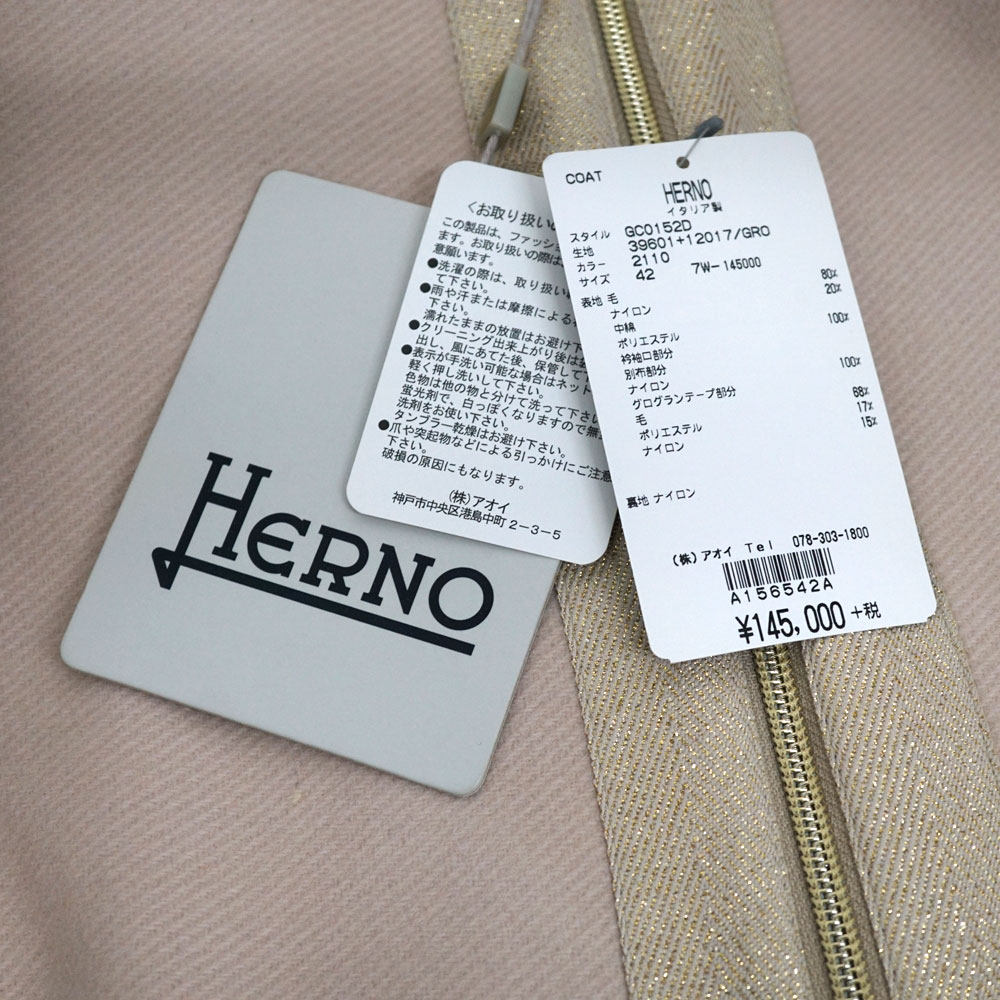 HERNO
〈お取り扱い
この製品は、ファッショ
ます。お取り扱いの際は
意願います。
●洗濯の際は、取り扱い
て下さい。
●雨や汗または摩擦による
下さい。
濡れたままの放置はお避け下
●クリーニング出来上がり後は
出し、風にあてた後、保管して下
●表示が手洗い可能な場合はネット
軽く押し洗いして下さい。
色物は他の物と分けて洗って下さい
蛍光剤で、白っぽくなりますので無
洗剤をお使い下さい。
タンブラー乾燥はお避け下さい。
●爪や突起物などによる引っかけにご注意
下さい。
破損の原因にもなります。
(株)アオイ
神戸市中央区港島中町 2-3-5
COAT
HERNO
イタリア製
スタイル GC0152D
生地 39601+12017/GRO
カラー 2110
サイズ 42 7W-145000
表地 毛 80%
ナイロン 20%
中綿
ポリエステル 100%
衿袖口部分
別布部分
ナイロン 100%
グログランテープ部分
毛 68%
ポリエステル 17%
ナイロン 15%
裏地 ナイロン
(株)アオイ Tel 078-303-1800
A156542A
¥145,000 +税